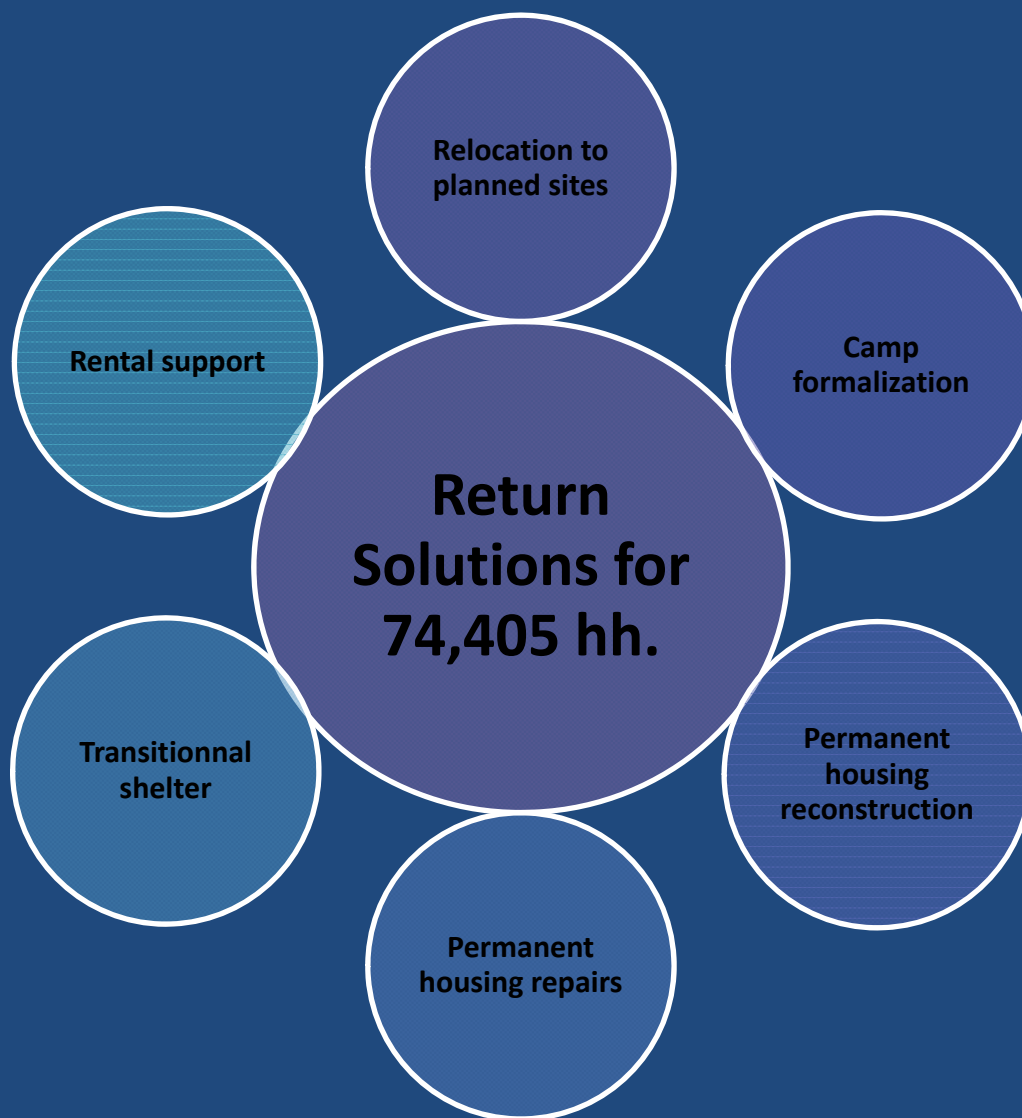 Relocation to
planned sites
Rental support
Camp
formalization
Return
Solutions for
74,405 hh.
Transitionnal
shelter
Permanent
housing
reconstruction
Permanent
housing repairs